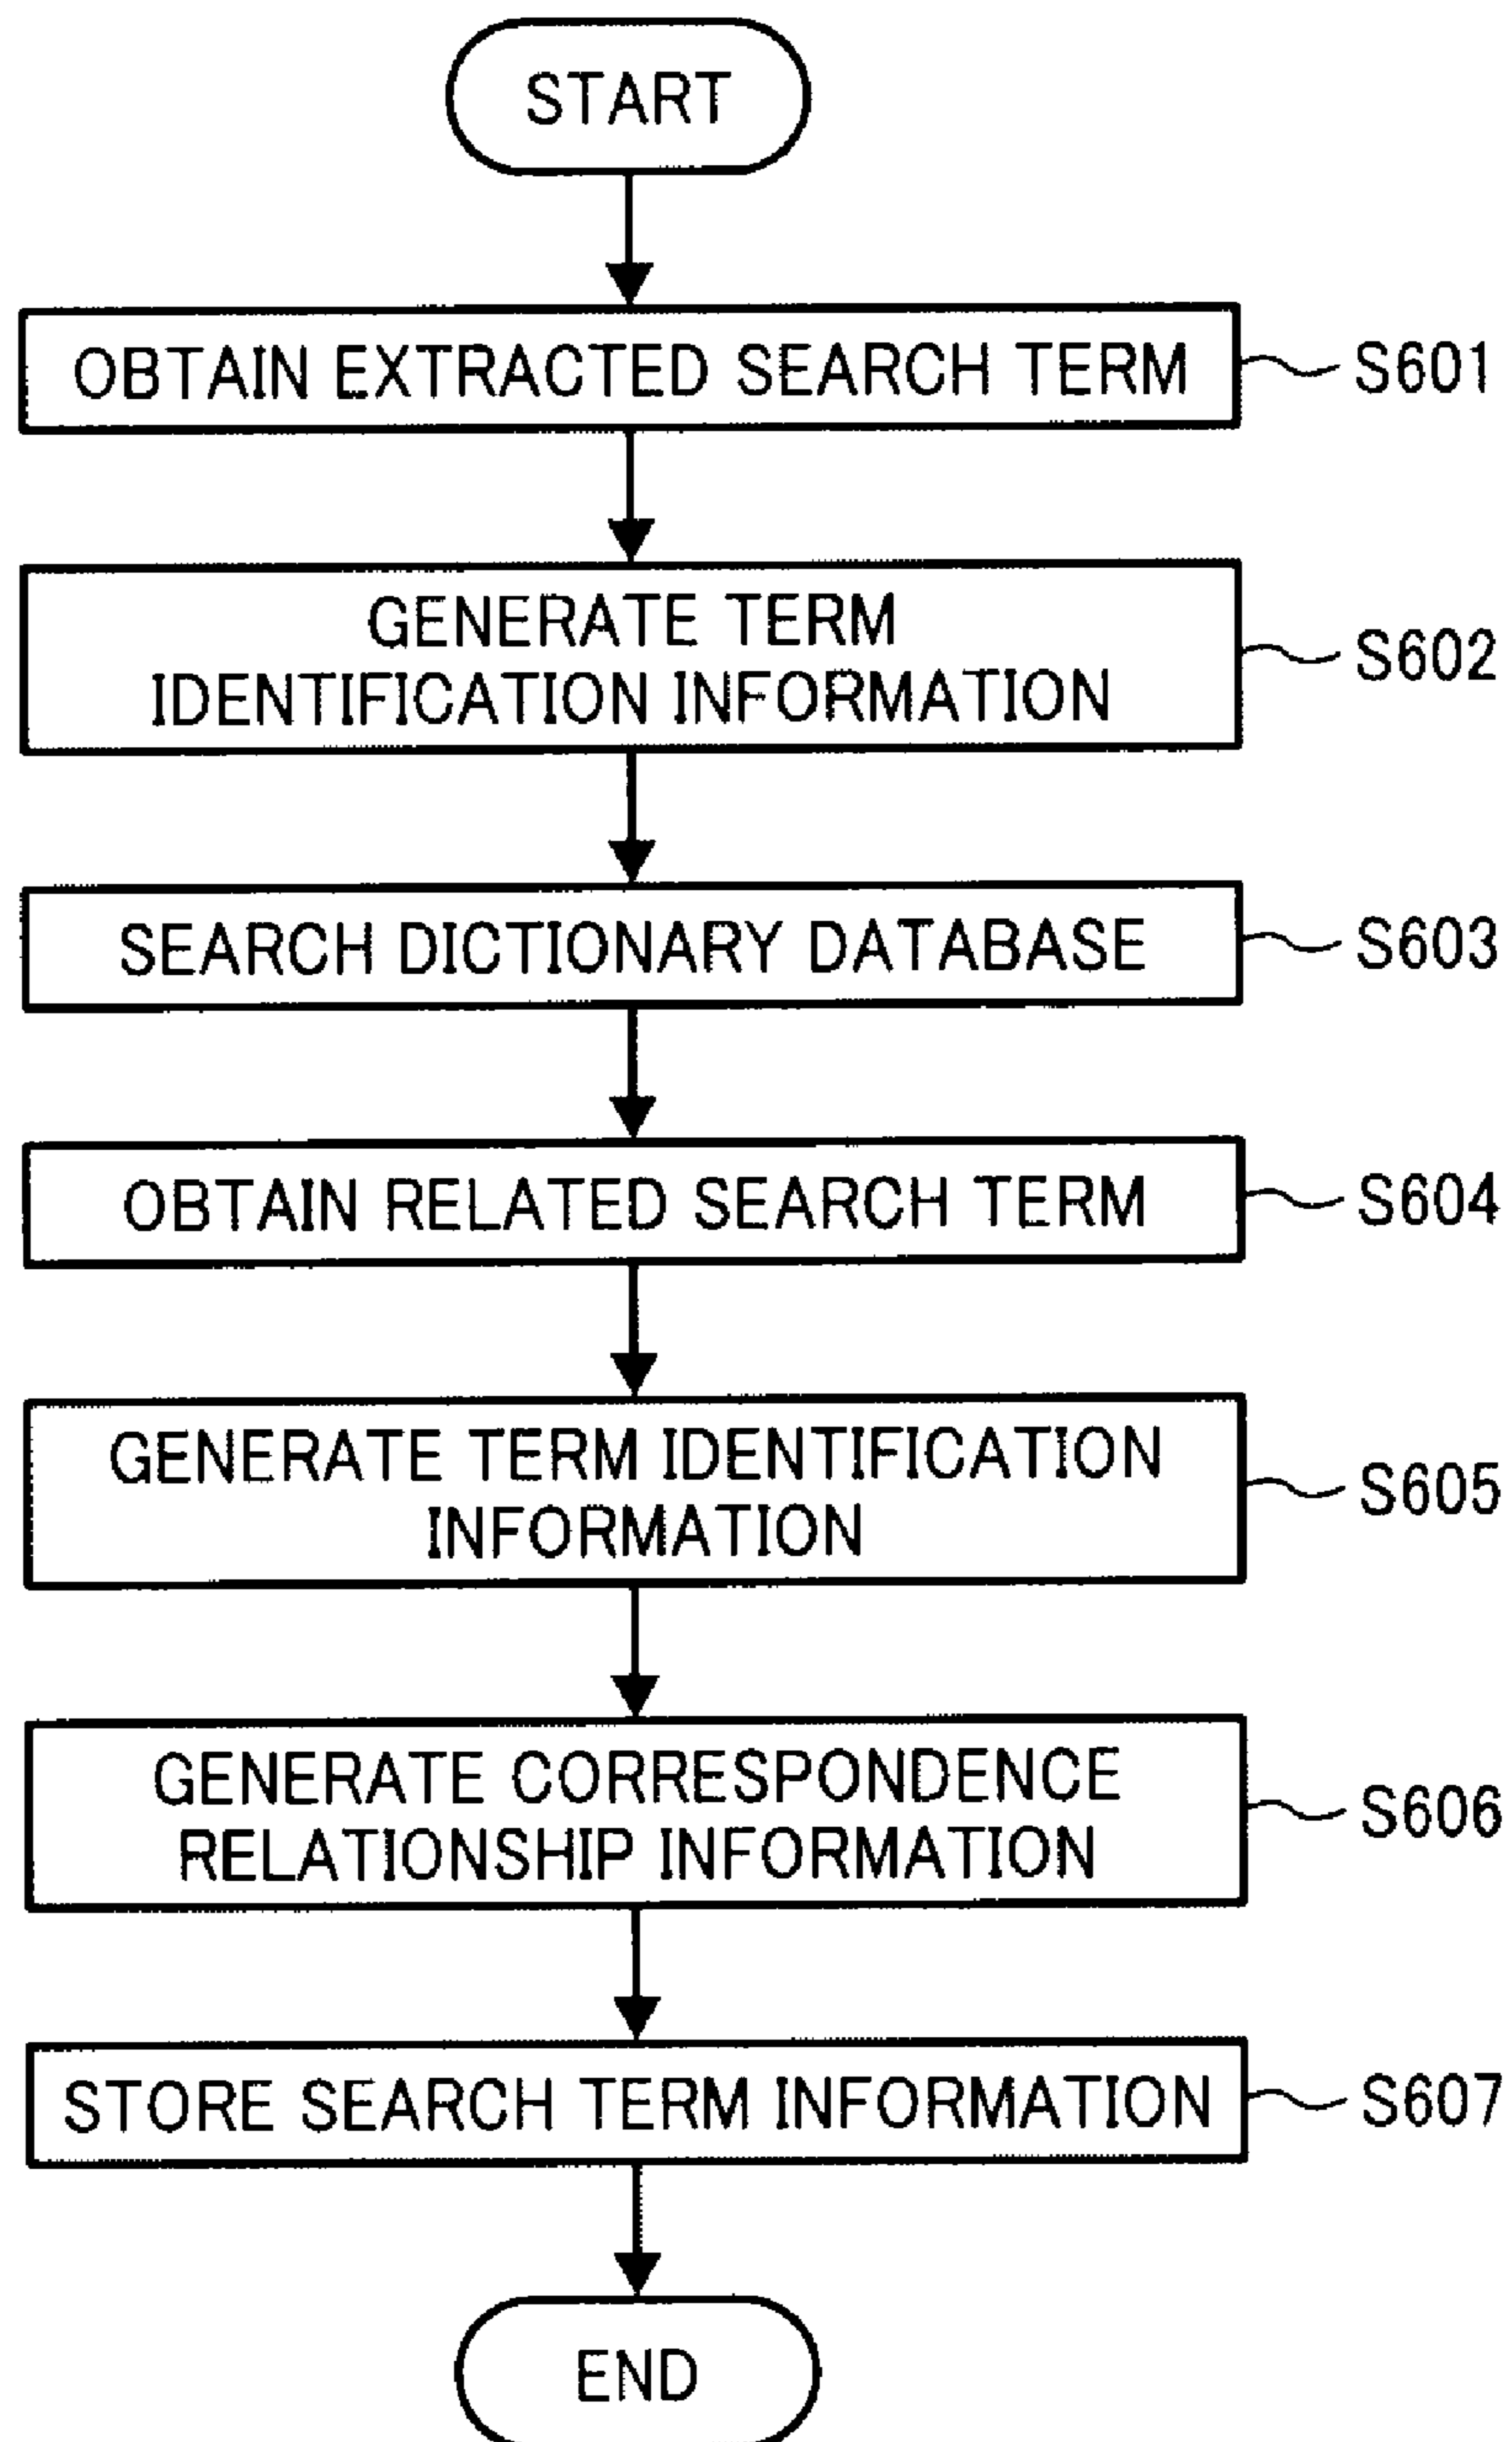 START
OBTAIN EXTRACTED SEARCH TERM
S601
GENERATE TERM
IDENTIFICATION INFORMATION
S602
SEARCH DICTIONARY DATABASE
S603
OBTAIN RELATED SEARCH TERM
S604
GENERATE TERM IDENTIFICATION
INFORMATION
S605
GENERATE CORRESPONDENCE
RELATIONSHIP INFORMATION
S606
STORE SEARCH TERM INFORMATION
S607
END